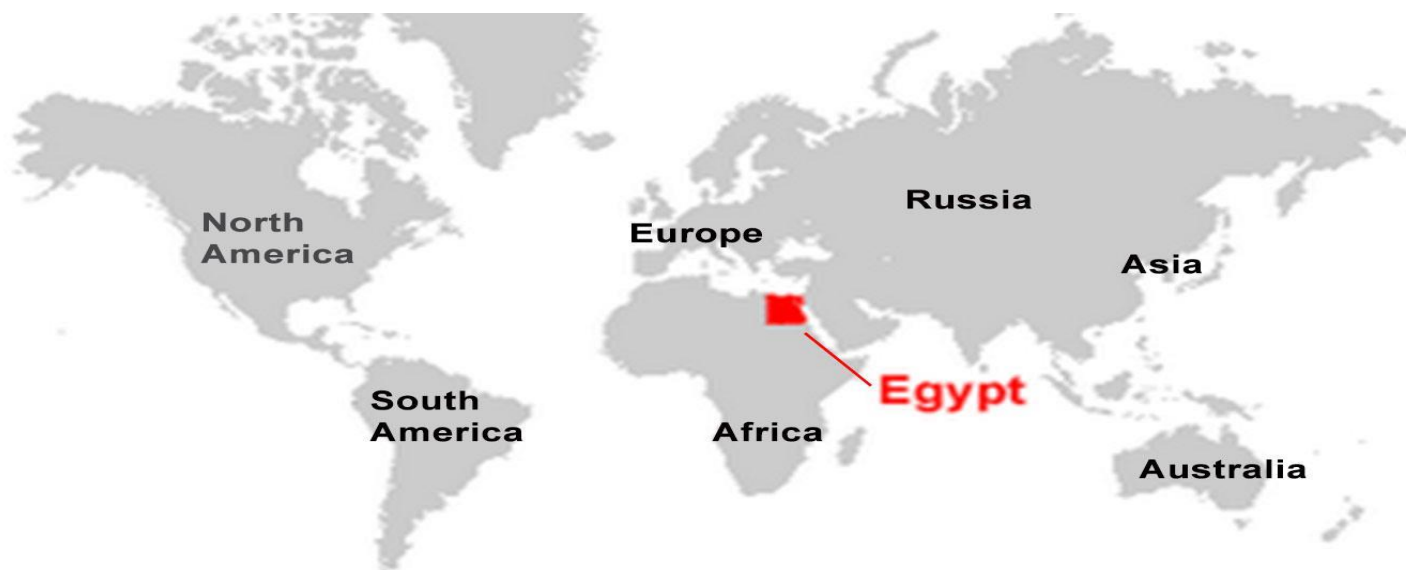 North
America
Europe
Russia
Asia
Egypt
South
America
Africa
Australia